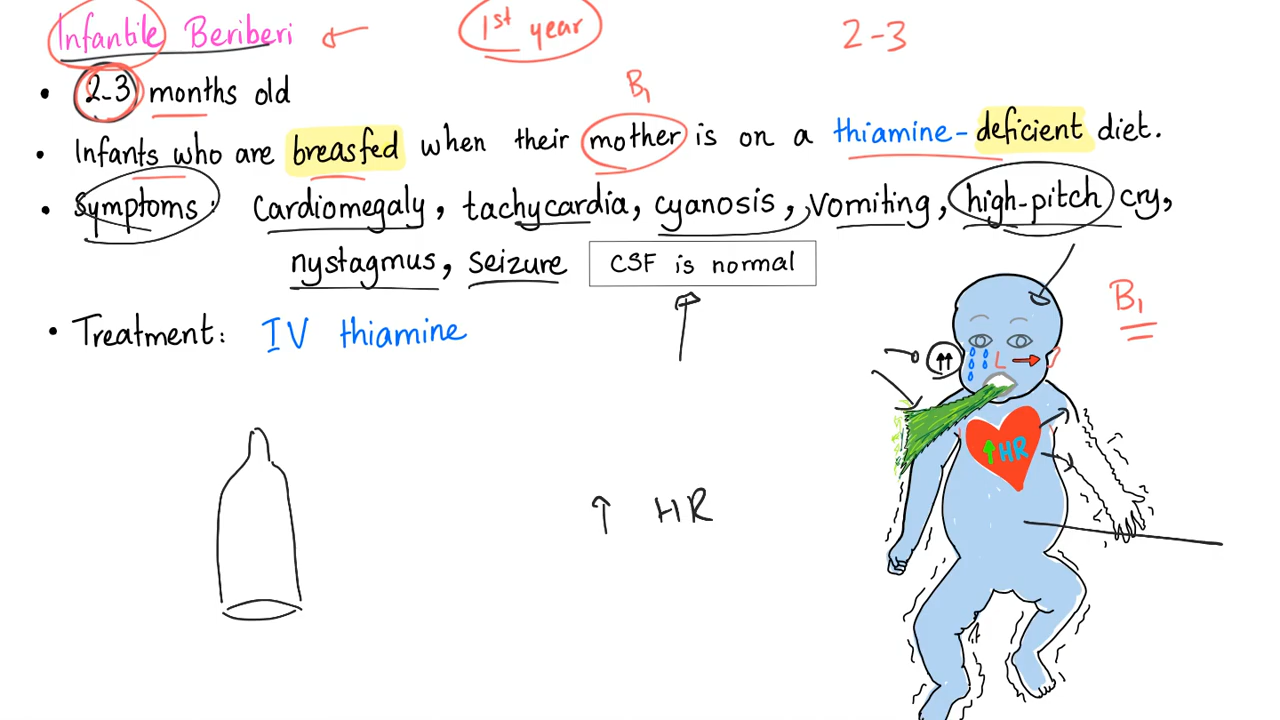 Infantile Beriberi
1st year
2-3
• 2-3 months old
B1
• Infants who are breasfed when their mother is on a thiamine-deficient diet.
• Symptoms: Cardiomegaly, tachycardia, cyanosis, vomiting, high-pitch cry,
nystagmus, seizure
CSF is normal
B1
• Treatment: IV thiamine
↑↑
↑HR
↑ HR